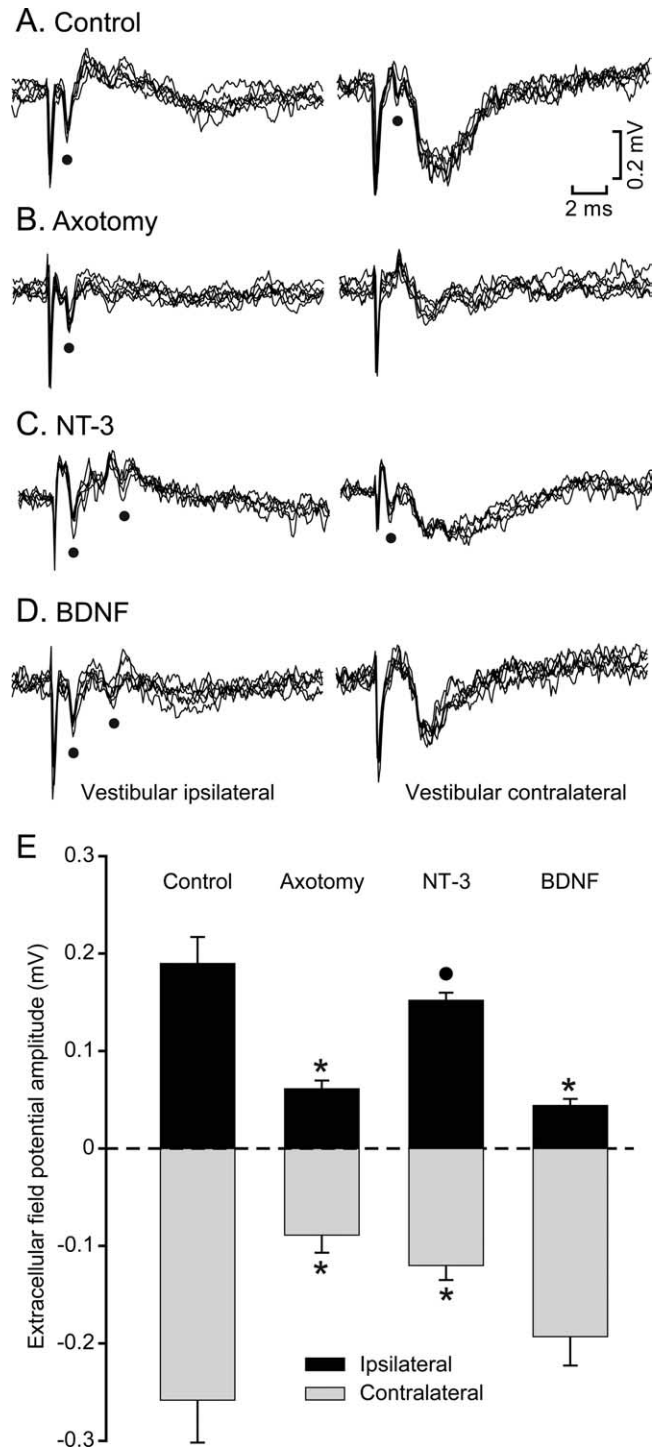 A. Control
0.2 mV
2 ms
B. Axotomy
C. NT-3
D. BDNF
Vestibular ipsilateral
Vestibular contralateral
E
0.3
Control
Axotomy
NT-3
BDNF
0.2
*
*
0.1
0
-0.1
*
*
-0.2
Ipsilateral
Contralateral
-0.3
Extracellular field potential amplitude (mV)